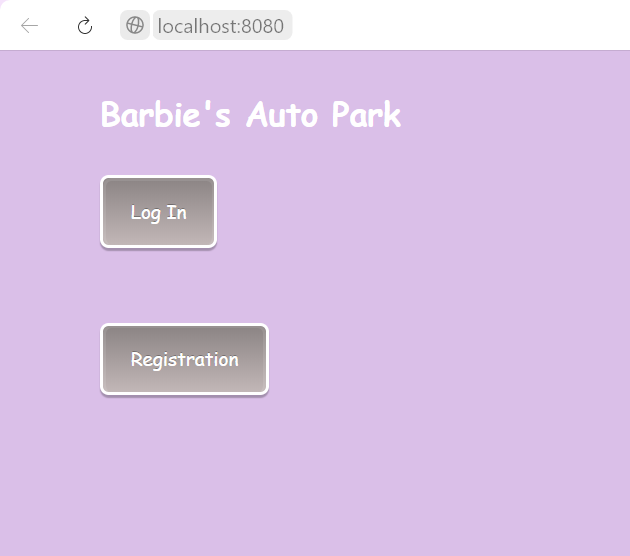 localhost:8080
Barbie's Auto Park
Log In
Registration